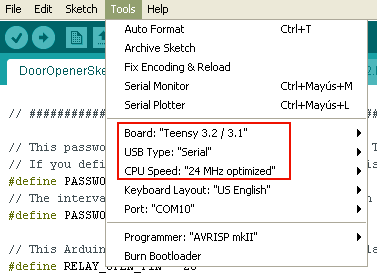 File Edit Sketch Tools Help
Auto Format Ctrl+T
Archive Sketch
Fix Encoding & Reload
Serial Monitor Ctrl+Mayús+M
Serial Plotter Ctrl+Mayús+L
Board: "Teensy 3.2 / 3.1"
USB Type: "Serial"
CPU Speed: "24 MHz optimized"
Keyboard Layout: "US English"
Port: "COM10"
Programmer: "AVRISP mkII"
Burn Bootloader
DoorOpenerSke
// ####################
// This passwo
// If you defi
#define PASSWO
// The interva
#define PASSWO
// This Arduin
#define RELAY_OPEN_PIN 20